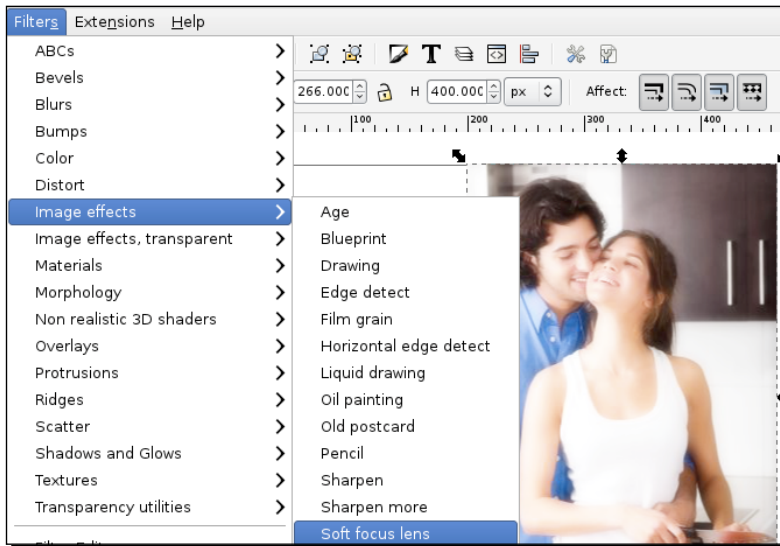 Filters Extensions Help
ABCs
Bevels
Blurs
Bumps
Color
Distort
Image effects
Image effects, transparent
Materials
Morphology
Non realistic 3D shaders
Overlays
Protrusions
Ridges
Scatter
Shadows and Glows
Textures
Transparency utilities
266.000 H 400.000 px Affect:
100 200 300 400
Age
Blueprint
Drawing
Edge detect
Film grain
Horizontal edge detect
Liquid drawing
Oil painting
Old postcard
Pencil
Sharpen
Sharpen more
Soft focus lens